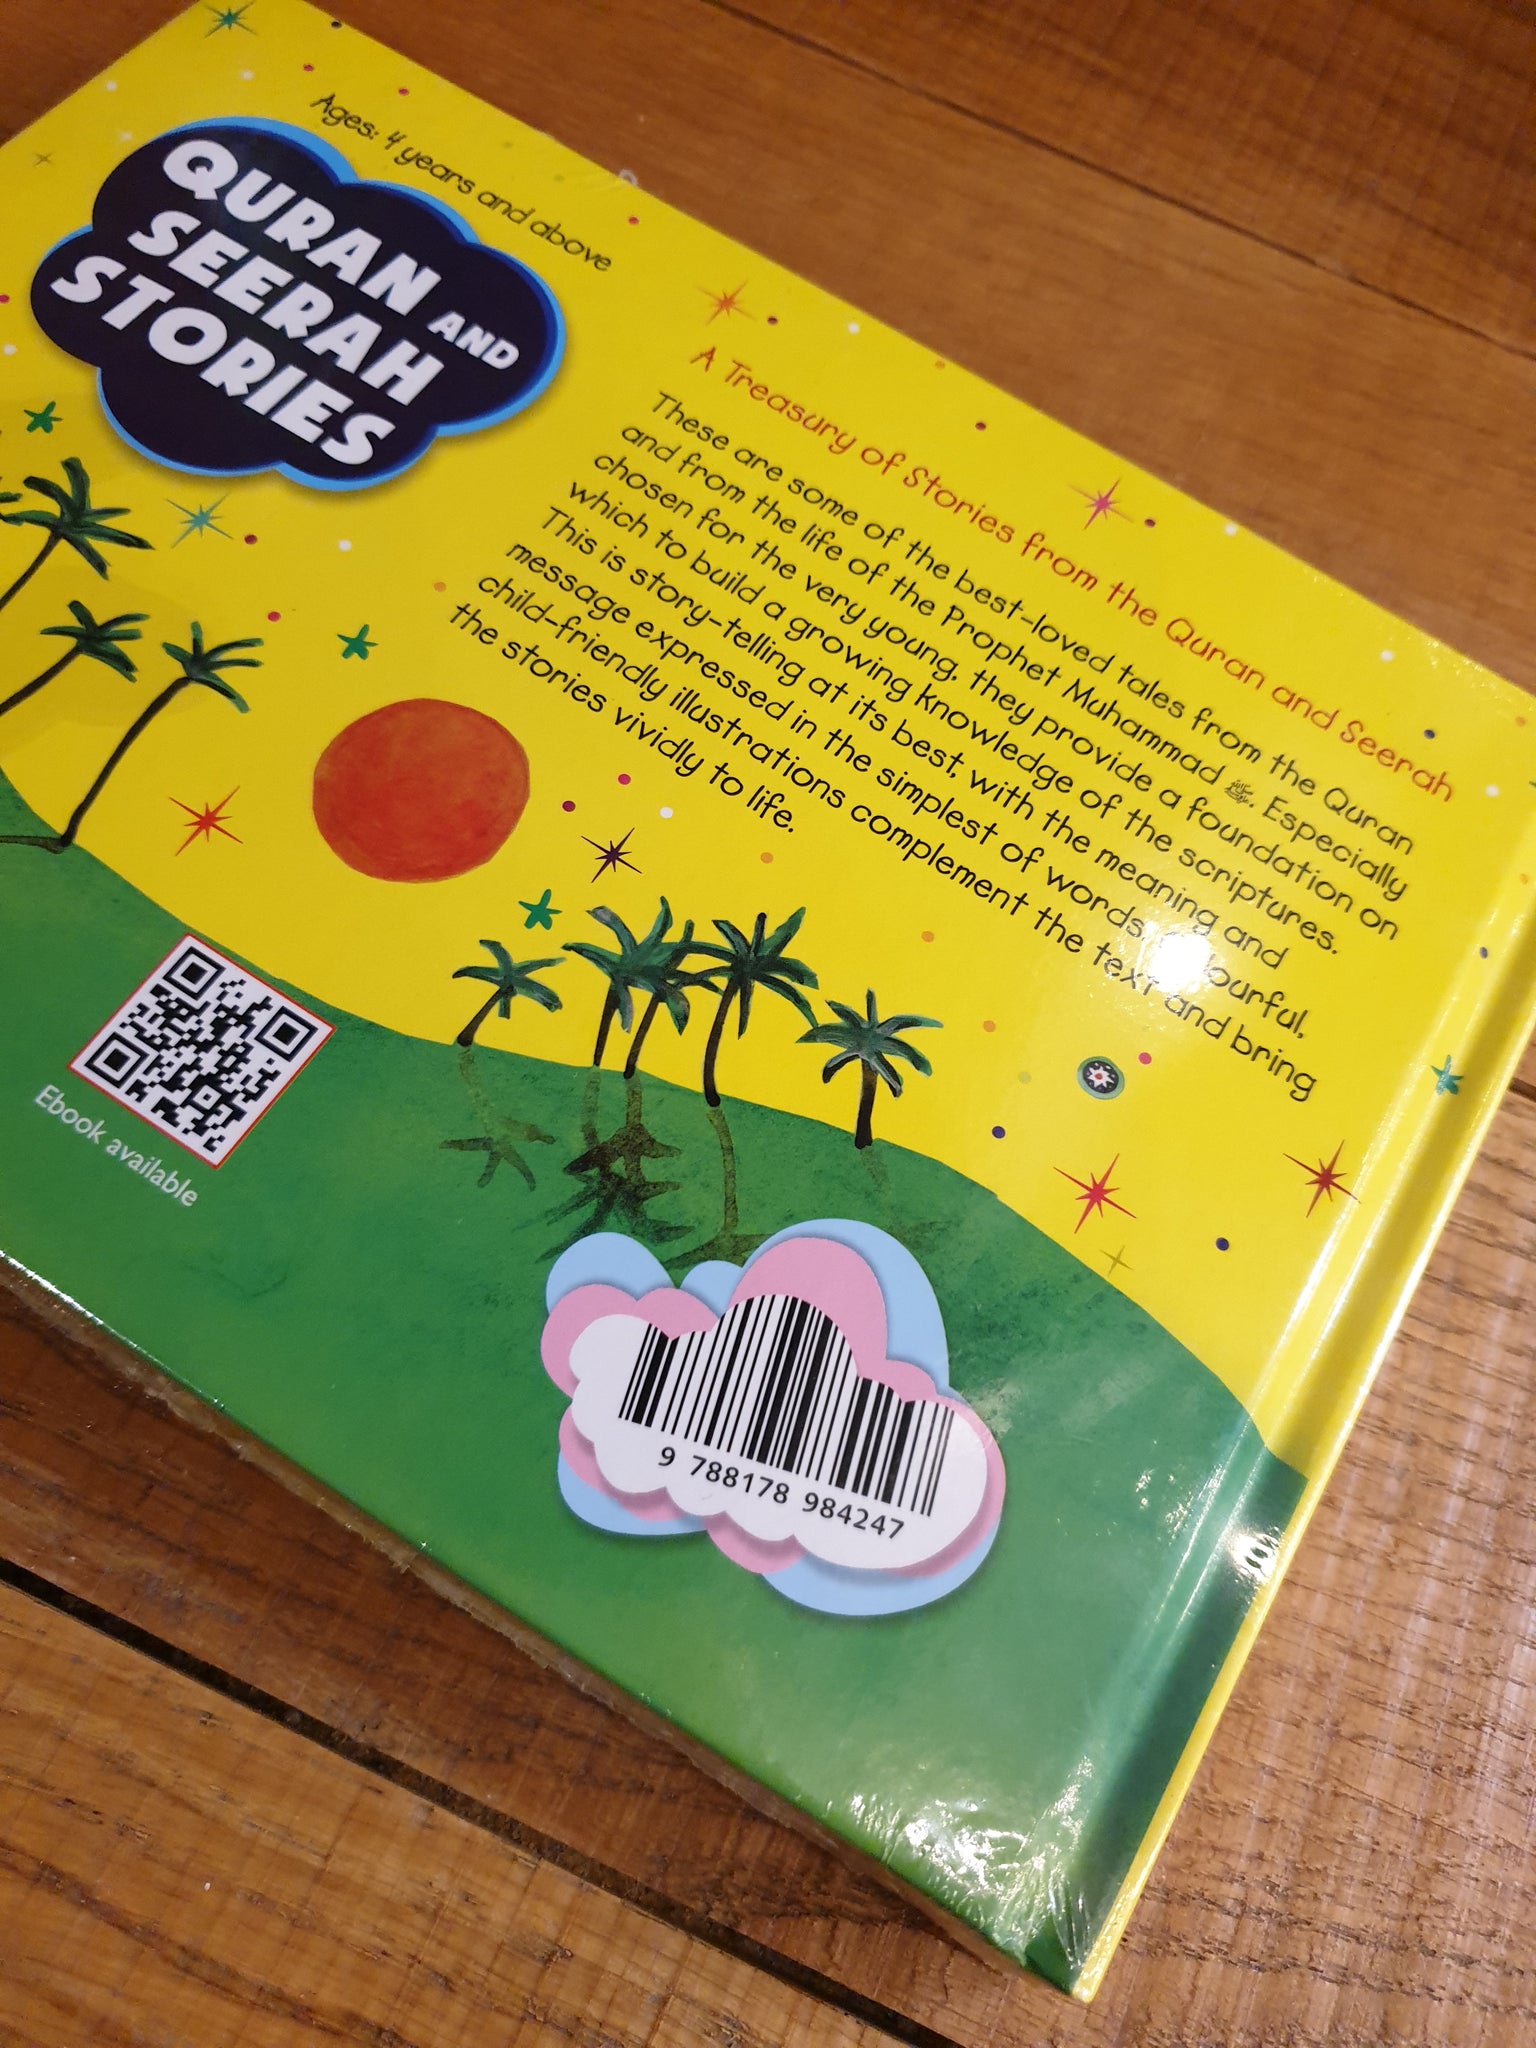 Ages: 4 years and above
QURAN AND
SEERAH
STORIES
A Treasury of Stories from the Quran and Seerah
These are some of the best-loved tales from the Quran
and from the life of the Prophet Muhammad ﷺ. Especially
chosen for the very young, they provide a foundation on
which to build a growing knowledge of the scriptures.
This is story-telling at its best, with the meaning and
message expressed in the simplest of words.
child-friendly illustrations complement the text and bring
the stories vividly to life.
Ebook available
9 788178 984247